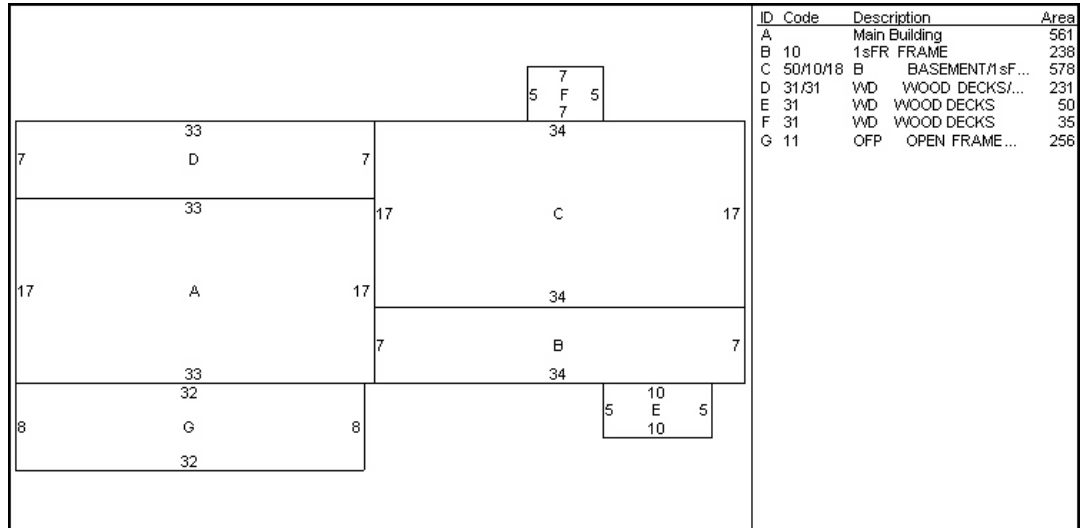 ID Code Description Area
A Main Building 561
B 10 1sFR FRAME 238
C 50/10/18 B BASEMENT/1sF... 578
D 31/31 WD WOOD DECKS/... 231
E 31 WD WOOD DECKS 50
F 31 WD WOOD DECKS 35
G 11 OFP OPEN FRAME... 256
7
5 F 5
7
33 34
7 D 7
33
17 C 17
17 A 17
34
7 B 7
33 34
32 10
5 E 5
8 G 8
10
32